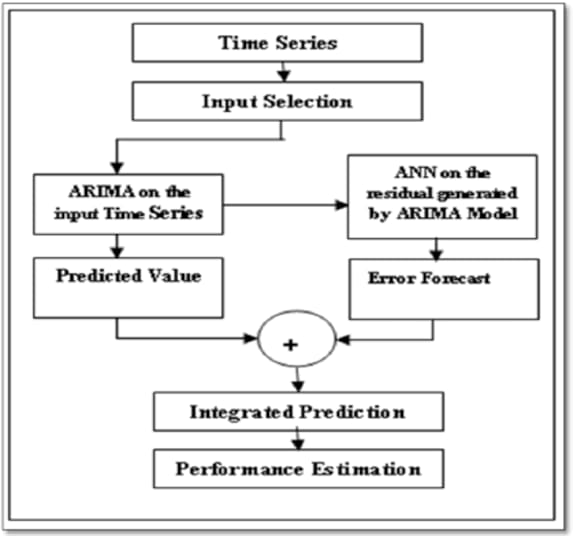 Time Series
Input Selection
ARIMA on the
input Time Series
ANN on the
residual generated
by ARIMA Model
Predicted Value
Error Forecast
+
Integrated Prediction
Performance Estimation